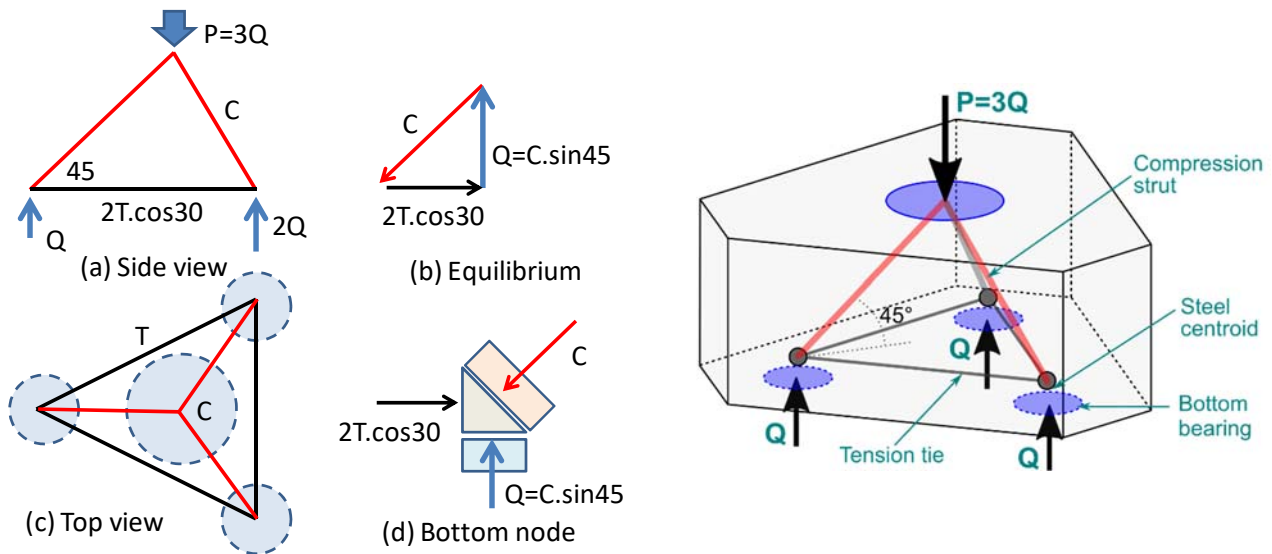 P=3Q
C
45
2T.cos30
Q
2Q
(a) Side view
C
Q=C.sin45
2T.cos30
(b) Equilibrium
T
C
(c) Top view
C
2T.cos30
Q=C.sin45
(d) Bottom node
P=3Q
Compression
strut
45°
Steel
centroid
Q
Q
Tension tie
Q
Bottom
bearing